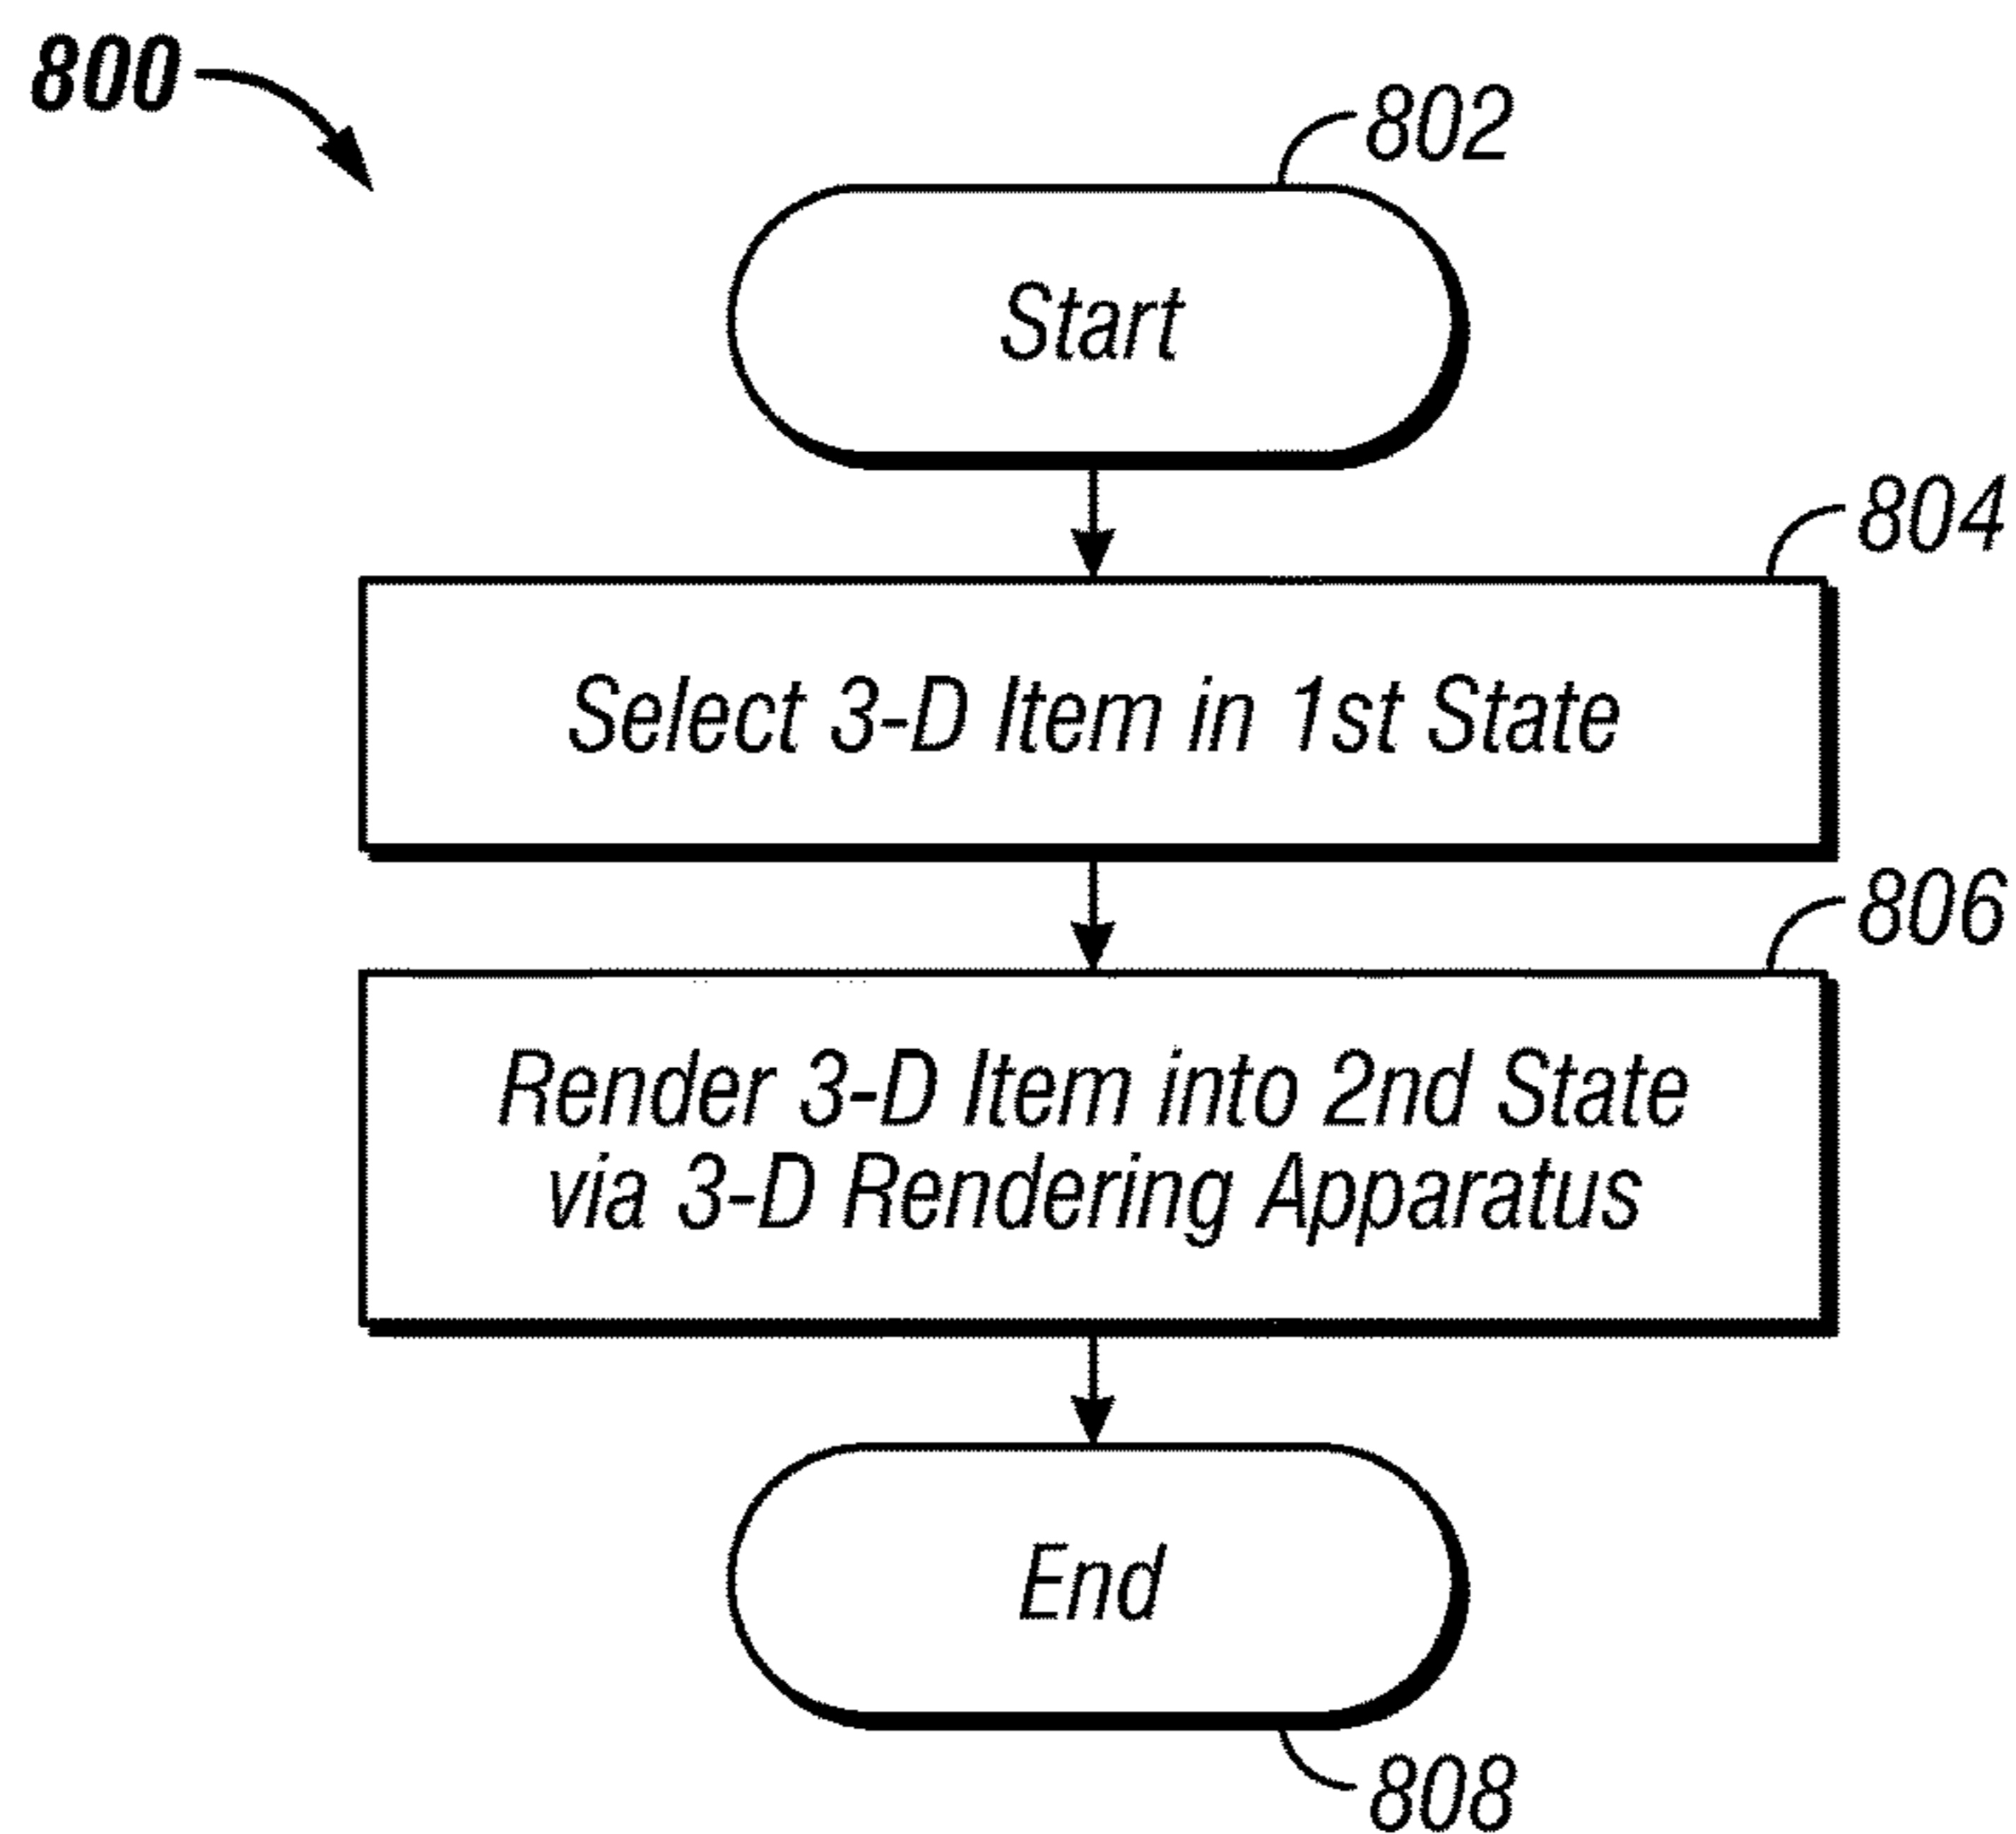 800
802
Start
804
Select 3-D Item in 1st State
806
Render 3-D Item into 2nd State
via 3-D Rendering Apparatus
End
808